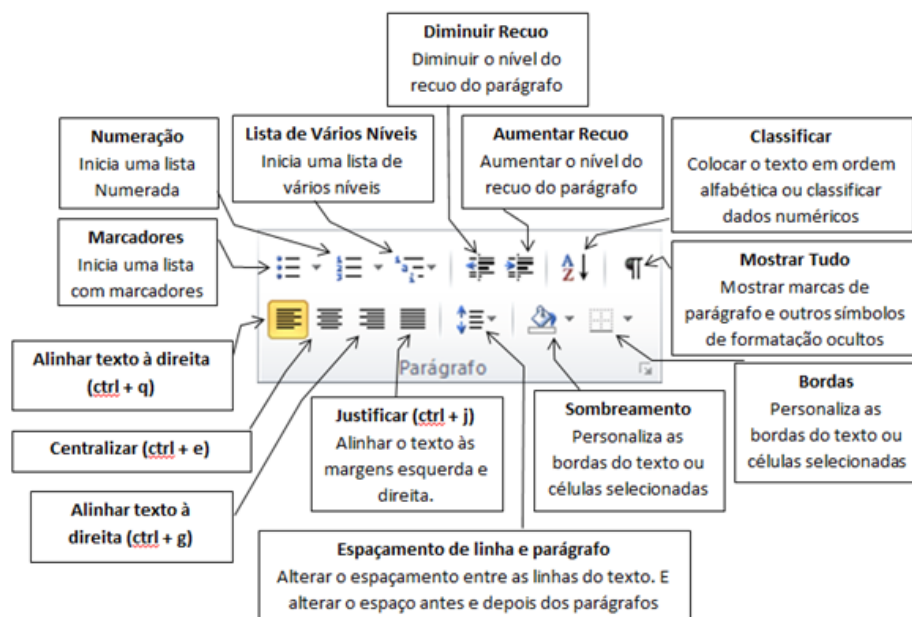 Diminuir Recuo
Diminuir o nível do
recuo do parágrafo
Numeração
Inicia uma lista
Numerada
Lista de Vários Níveis
Inicia uma lista de
vários níveis
Aumentar Recuo
Aumentar o nível do
recuo do parágrafo
Classificar
Colocar o texto em ordem
alfabética ou classificar
dados numéricos
Marcadores
Inicia uma lista
com marcadores
Mostrar Tudo
Mostrar marcas de
parágrafo e outros símbolos
de formatação ocultos
Parágrafo
Alinhar texto à direita
(ctrl + q)
Centralizar (ctrl + e)
Alinhar texto à
direita (ctrl + g)
Justificar (ctrl + j)
Alinhar o texto às
margens esquerda e
direita.
Sombreamento
Personaliza as
bordas do texto ou
células selecionadas
Bordas
Personaliza as
bordas do texto ou
células selecionadas
Espaçamento de linha e parágrafo
Alterar o espaçamento entre as linhas do texto. E
alterar o espaço antes e depois dos parágrafos